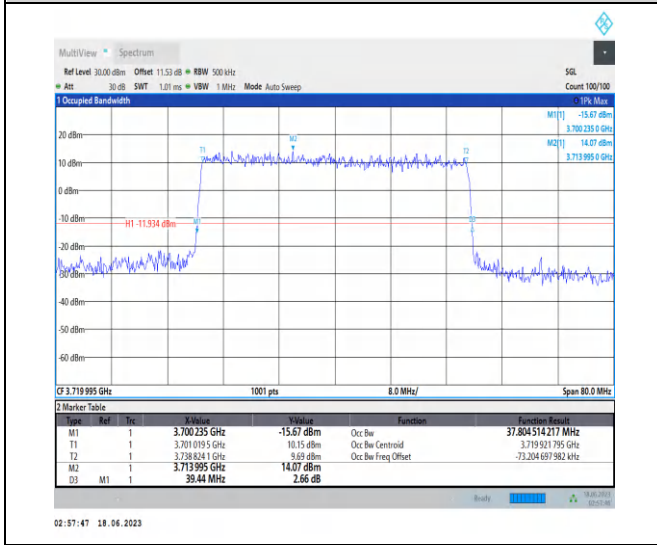 MultiView Spectrum
Ref Level 30.00 dBm Offset 11.53 dB RBW 500 kHz SGL
Att 30 dB SWT 1.01 ms VBW 1 MHz Mode Auto Sweep Count 100/100
1 Occupied Bandwidth 1Pk Max
M1[1] -15.67 dBm
3.700 235 0 GHz
M2[1] 14.07 dBm
3.713 995 0 GHz
20 dBm
T1 M2 T2
10 dBm
0 dBm
-10 dBm
H1 -11.934 dBm M1 D3
-20 dBm
-30 dBm
-40 dBm
-50 dBm
-60 dBm
CF 3.719 995 GHz 1001 pts 8.0 MHz/ Span 80.0 MHz
2 Marker Table
Type Ref Trc X-Value Y-Value Function Function Result
M1 1 3.700 235 GHz -15.67 dBm Occ Bw 37.804 514 217 MHz
T1 1 3.701 019 5 GHz 10.15 dBm Occ Bw Centroid 3.719 921 795 GHz
T2 1 3.738 824 1 GHz 9.69 dBm Occ Bw Freq Offset -73.204 697 982 kHz
M2 1 3.713 995 GHz 14.07 dBm
D3 M1 1 39.44 MHz 2.66 dB
Ready 18.06.2023
02:57:46
02:57:47 18.06.2023